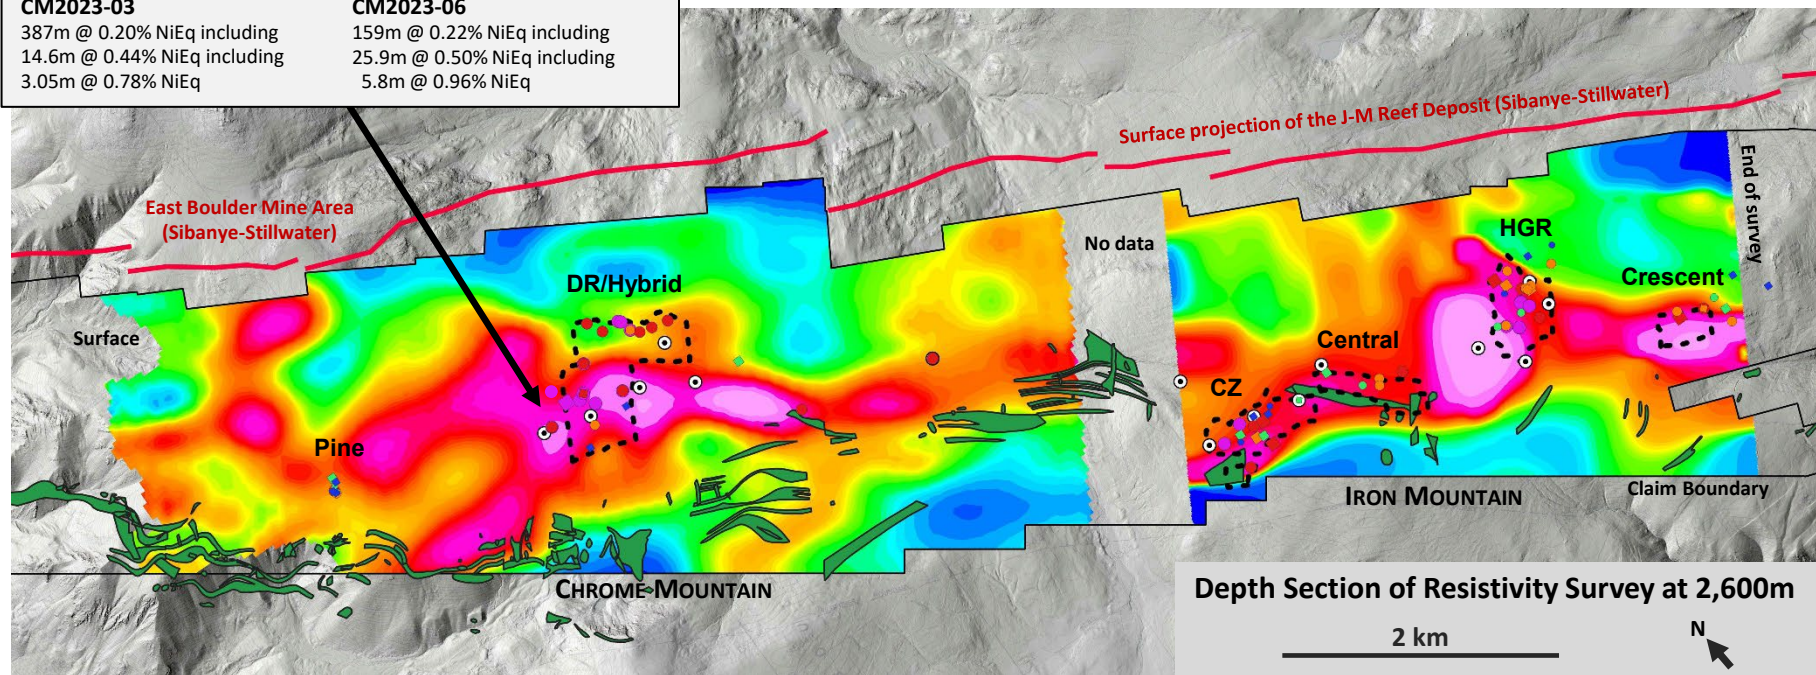 CM2023-03
387m @ 0.20% NiEq including
14.6m @ 0.44% NiEq including
3.05m @ 0.78% NiEq
CM2023-06
159m @ 0.22% NiEq including
25.9m @ 0.50% NiEq including
5.8m @ 0.96% NiEq
Surface projection of the J-M Reef Deposit (Sibanye-Stillwater)
East Boulder Mine Area
(Sibanye-Stillwater)
End of survey
No data
HGR
Crescent
DR/Hybrid
Surface
Central
CZ
Pine
IRON MOUNTAIN
Claim Boundary
CHROME MOUNTAIN
Depth Section of Resistivity Survey at 2,600m
2 km
N